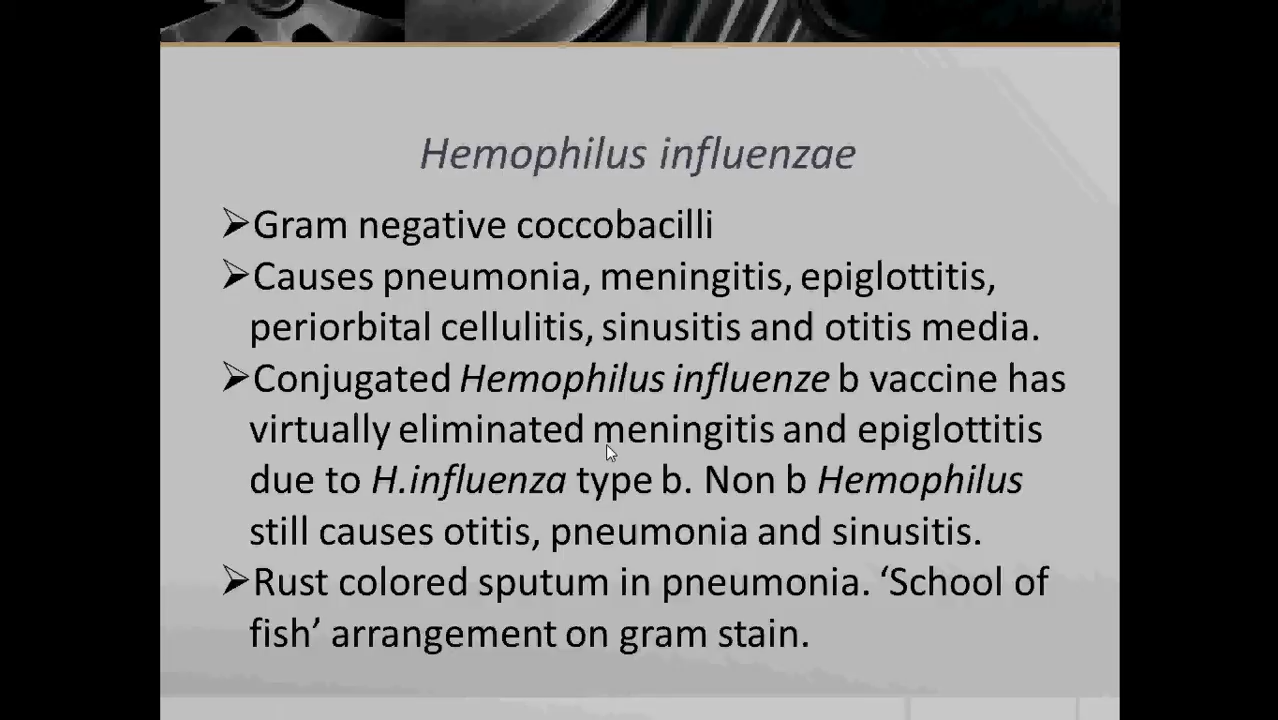 Hemophilus influenzae
➢Gram negative coccobacilli
➢Causes pneumonia, meningitis, epiglottitis,
periorbital cellulitis, sinusitis and otitis media.
➢Conjugated Hemophilus influenze b vaccine has
virtually eliminated meningitis and epiglottitis
due to H.influenza type b. Non b Hemophilus
still causes otitis, pneumonia and sinusitis.
➢Rust colored sputum in pneumonia. ‘School of
fish’ arrangement on gram stain.